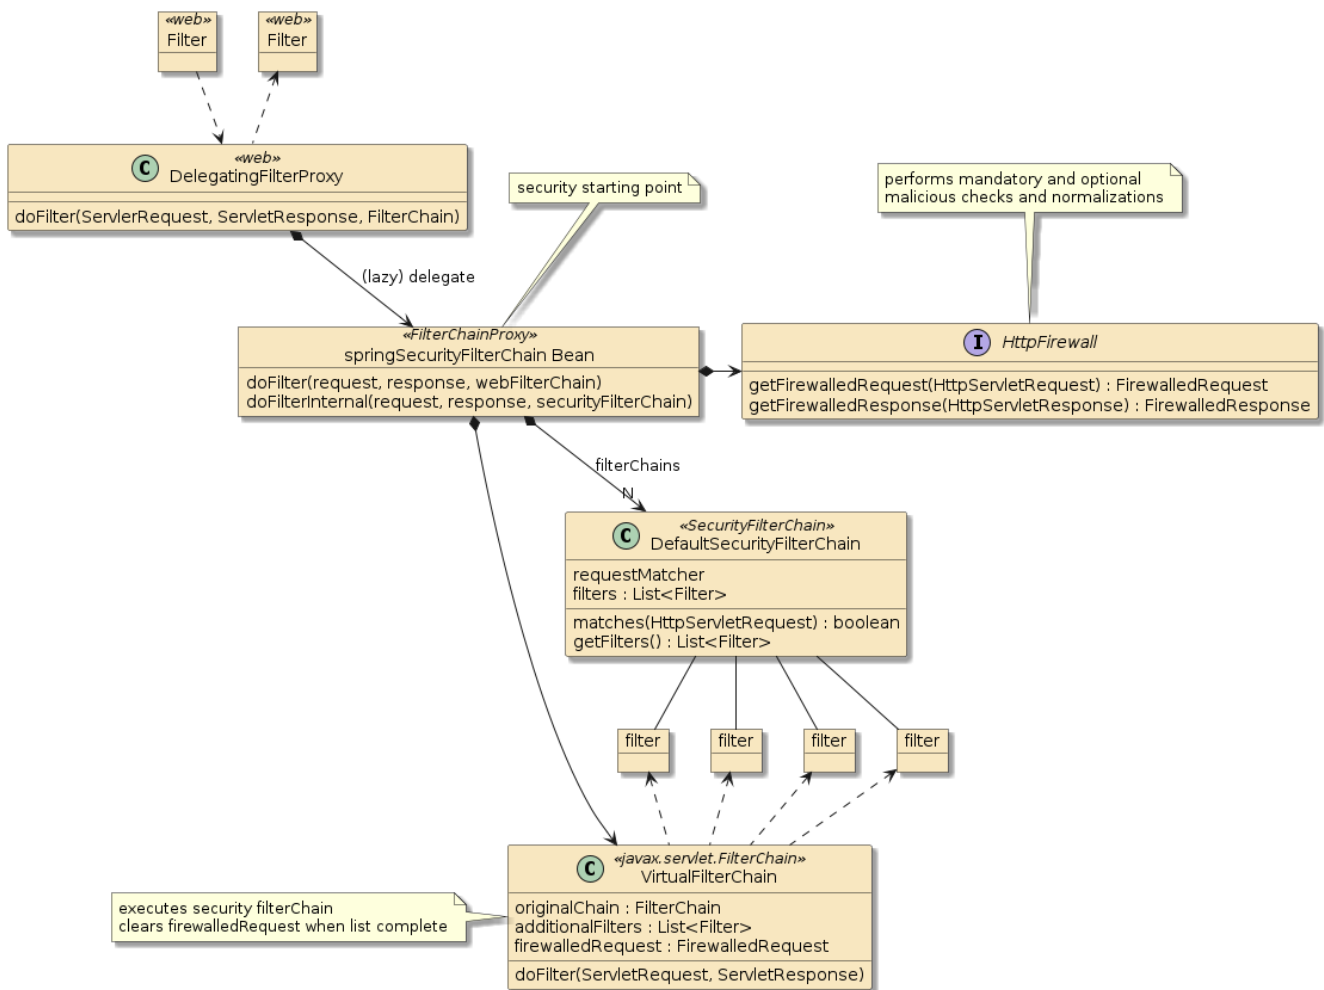 «web»
Filter
«web»
Filter
C
«web»
DelegatingFilterProxy
doFilter(ServlerRequest, ServletResponse, FilterChain)
security starting point
performs mandatory and optional
malicious checks and normalizations
(lazy) delegate
«FilterChainProxy»
springSecurityFilterChain Bean
doFilter(request, response, webFilterChain)
doFilterInternal(request, response, securityFilterChain)
I
HttpFirewall
getFirewalledRequest(HttpServletRequest) : FirewalledRequest
getFirewalledResponse(HttpServletResponse) : FirewalledResponse
filterChains
N
C
«SecurityFilterChain»
DefaultSecurityFilterChain
requestMatcher
filters : List<Filter>
matches(HttpServletRequest) : boolean
getFilters() : List<Filter>
filter
filter
filter
filter
C
«javax.servlet.FilterChain»
VirtualFilterChain
originalChain : FilterChain
additionalFilters : List<Filter>
firewalledRequest : FirewalledRequest
doFilter(ServletRequest, ServletResponse)
executes security filterChain
clears firewalledRequest when list complete